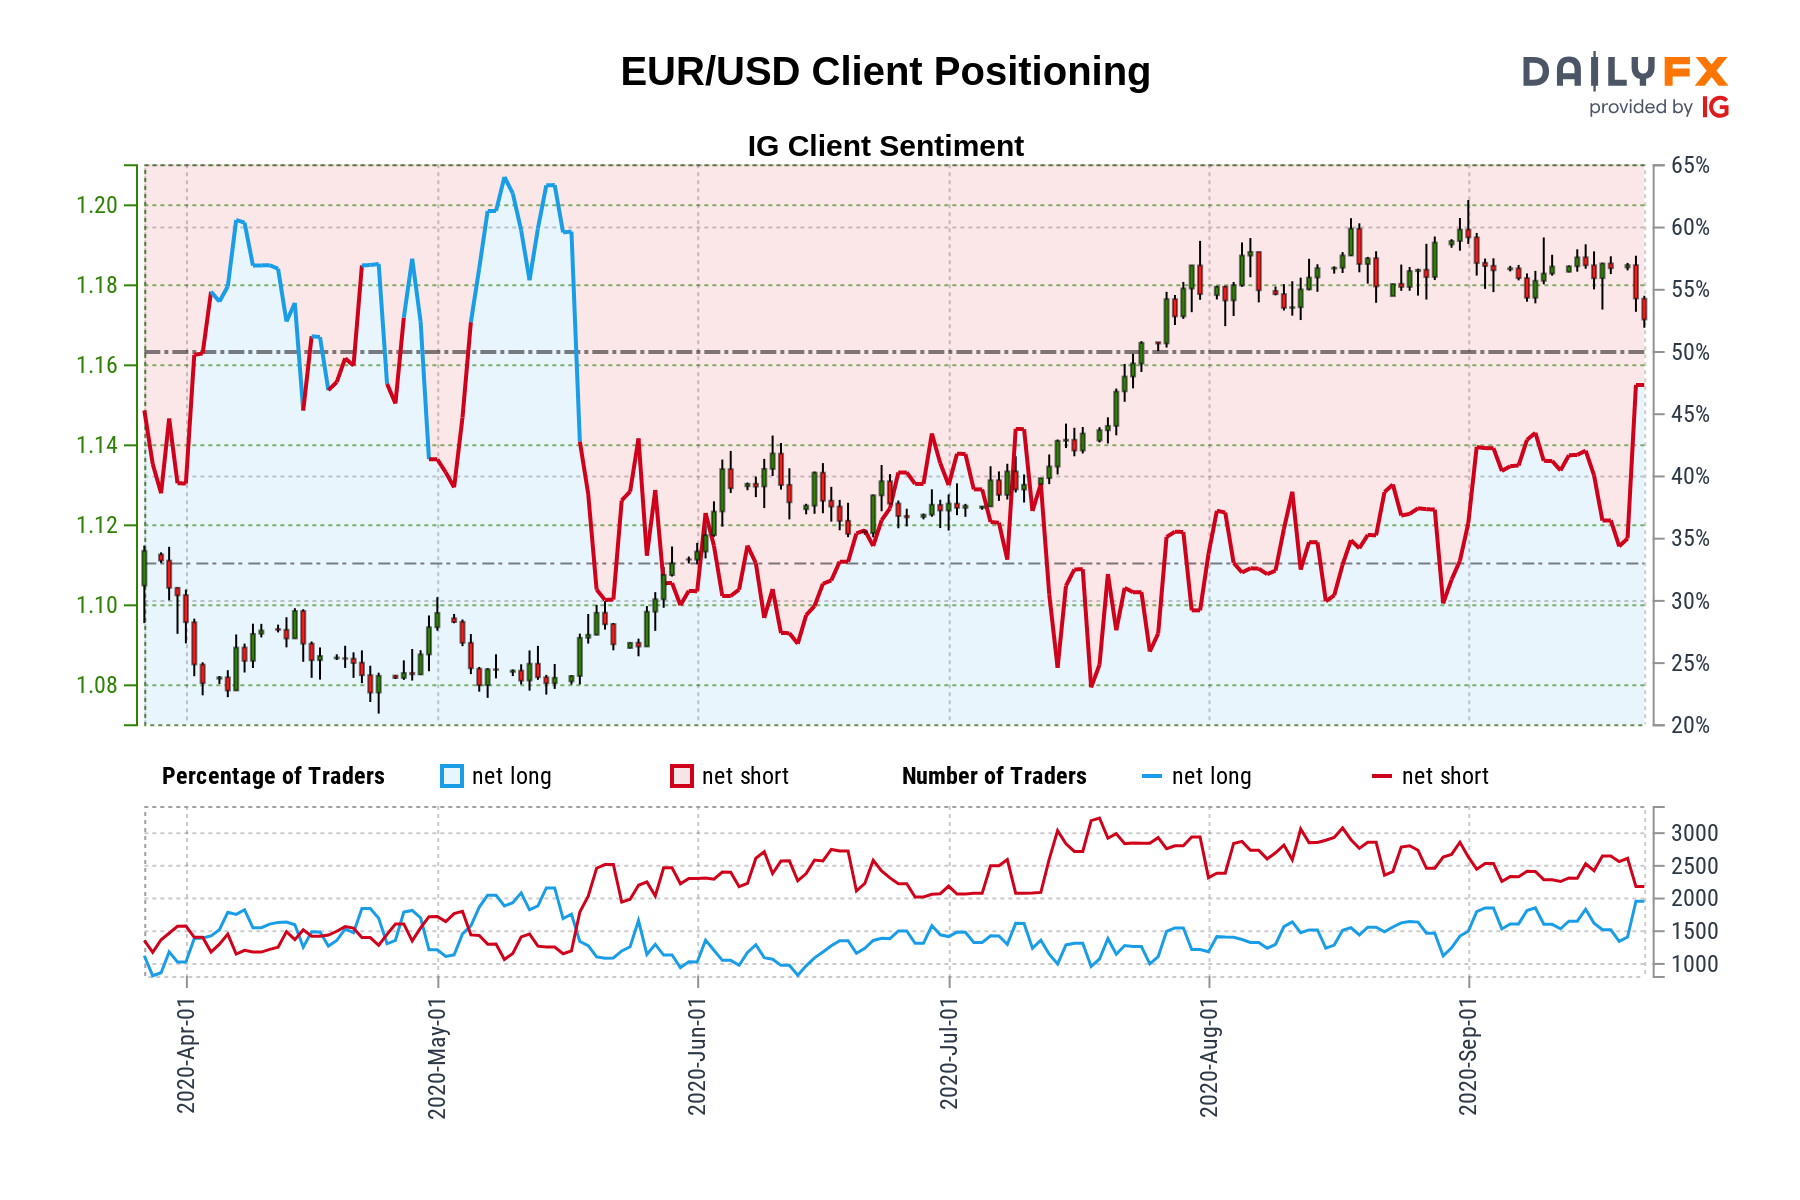 EUR/USD Client Positioning
DAILYFX
provided by IG
IG Client Sentiment
1.20
1.18
1.16
1.14
1.12
1.10
1.08
65%
60%
55%
50%
45%
40%
35%
30%
25%
20%
Percentage of Traders net long net short Number of Traders net long net short
3000
2500
2000
1500
1000
2020-Apr-01
2020-May-01
2020-Jun-01
2020-Jul-01
2020-Aug-01
2020-Sep-01